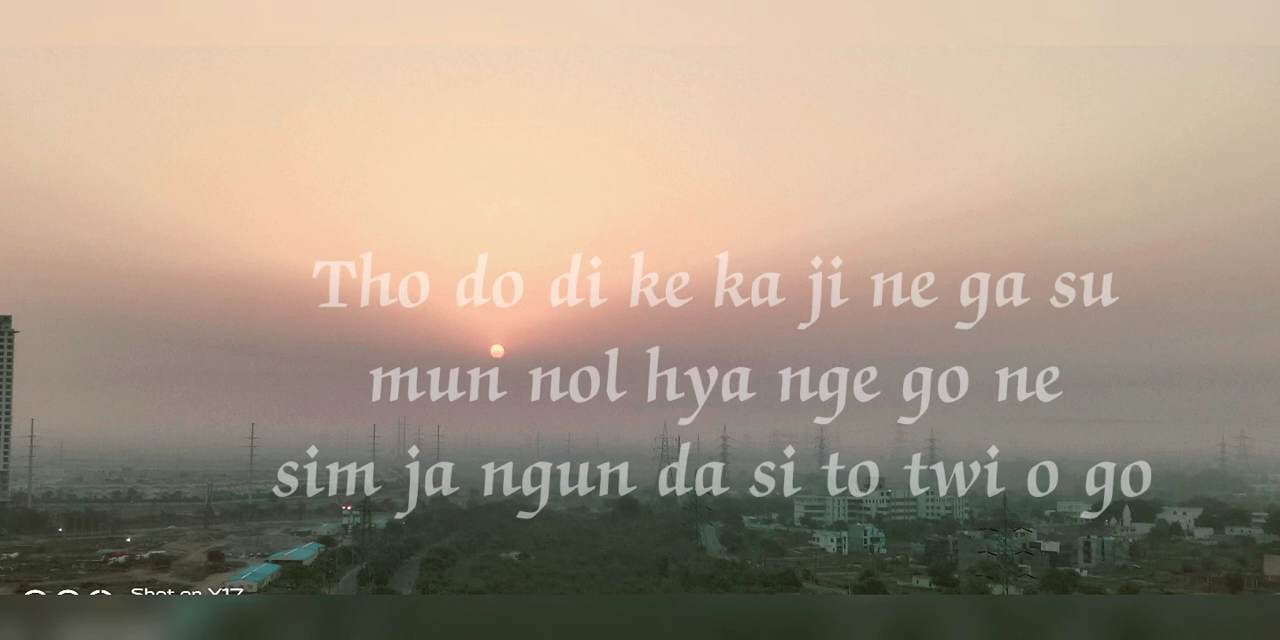 Tho do di ke ka ji ne ga su
mun nol hya nge go ne
sim ja ngun da si to twi o go
Shot on Y17